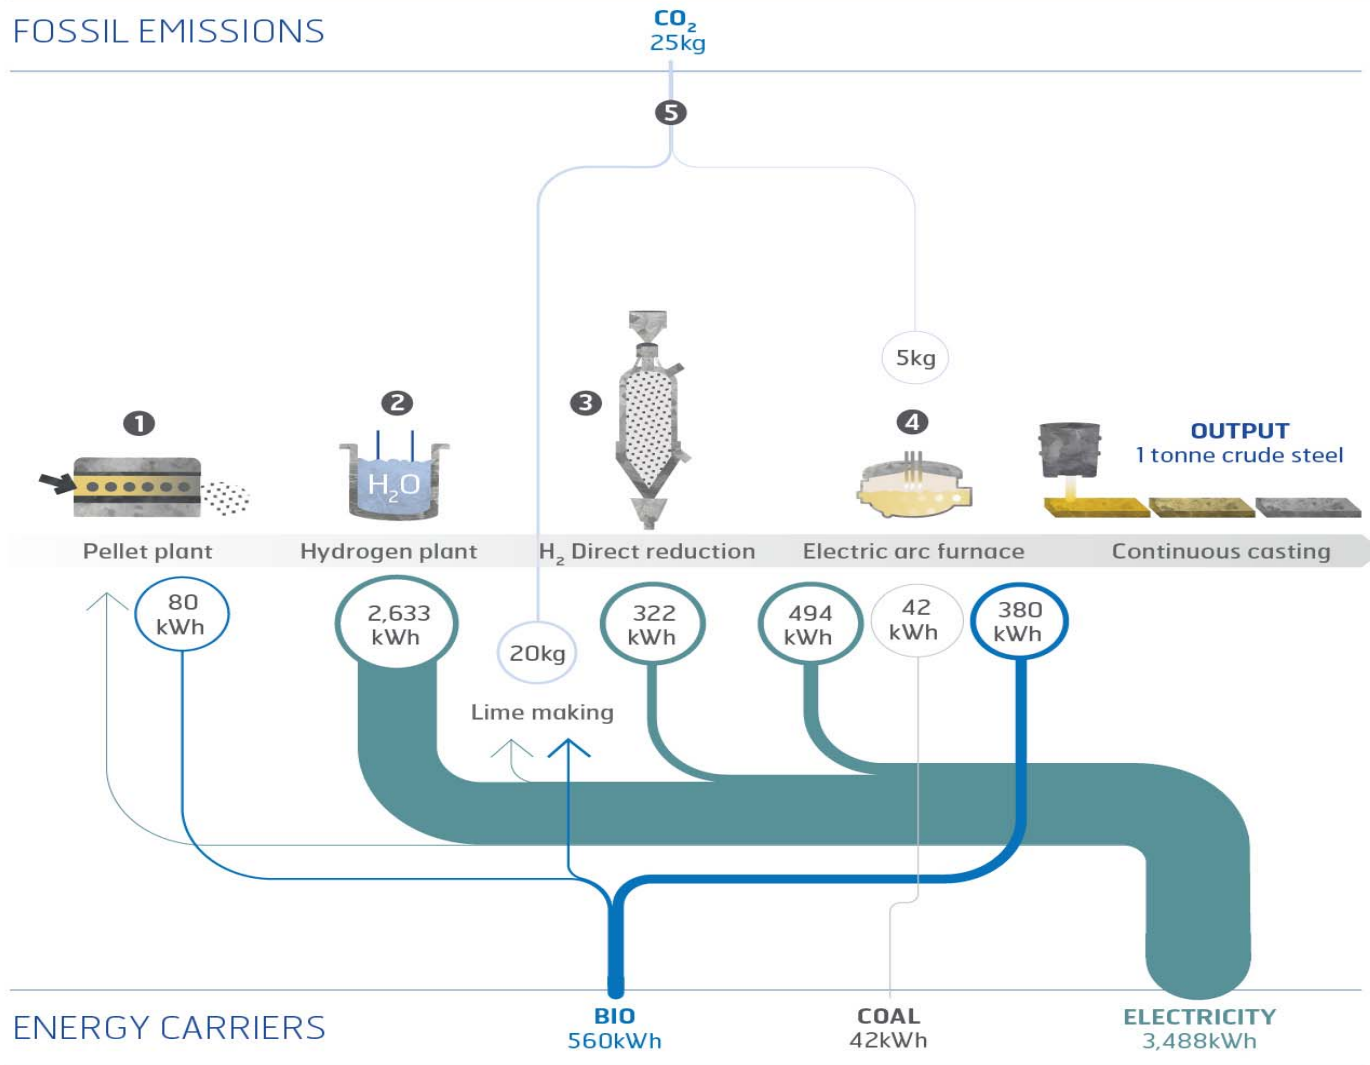 FOSSIL EMISSIONS
CO₂
25kg
5
5kg
1
2
3
4
H₂O
OUTPUT
1 tonne crude steel
Pellet plant
Hydrogen plant
H₂ Direct reduction
Electric arc furnace
Continuous casting
80
kWh
2,633
kWh
20kg
322
kWh
494
kWh
42
kWh
380
kWh
Lime making
ENERGY CARRIERS
BIO
560kWh
COAL
42kWh
ELECTRICITY
3,488kWh